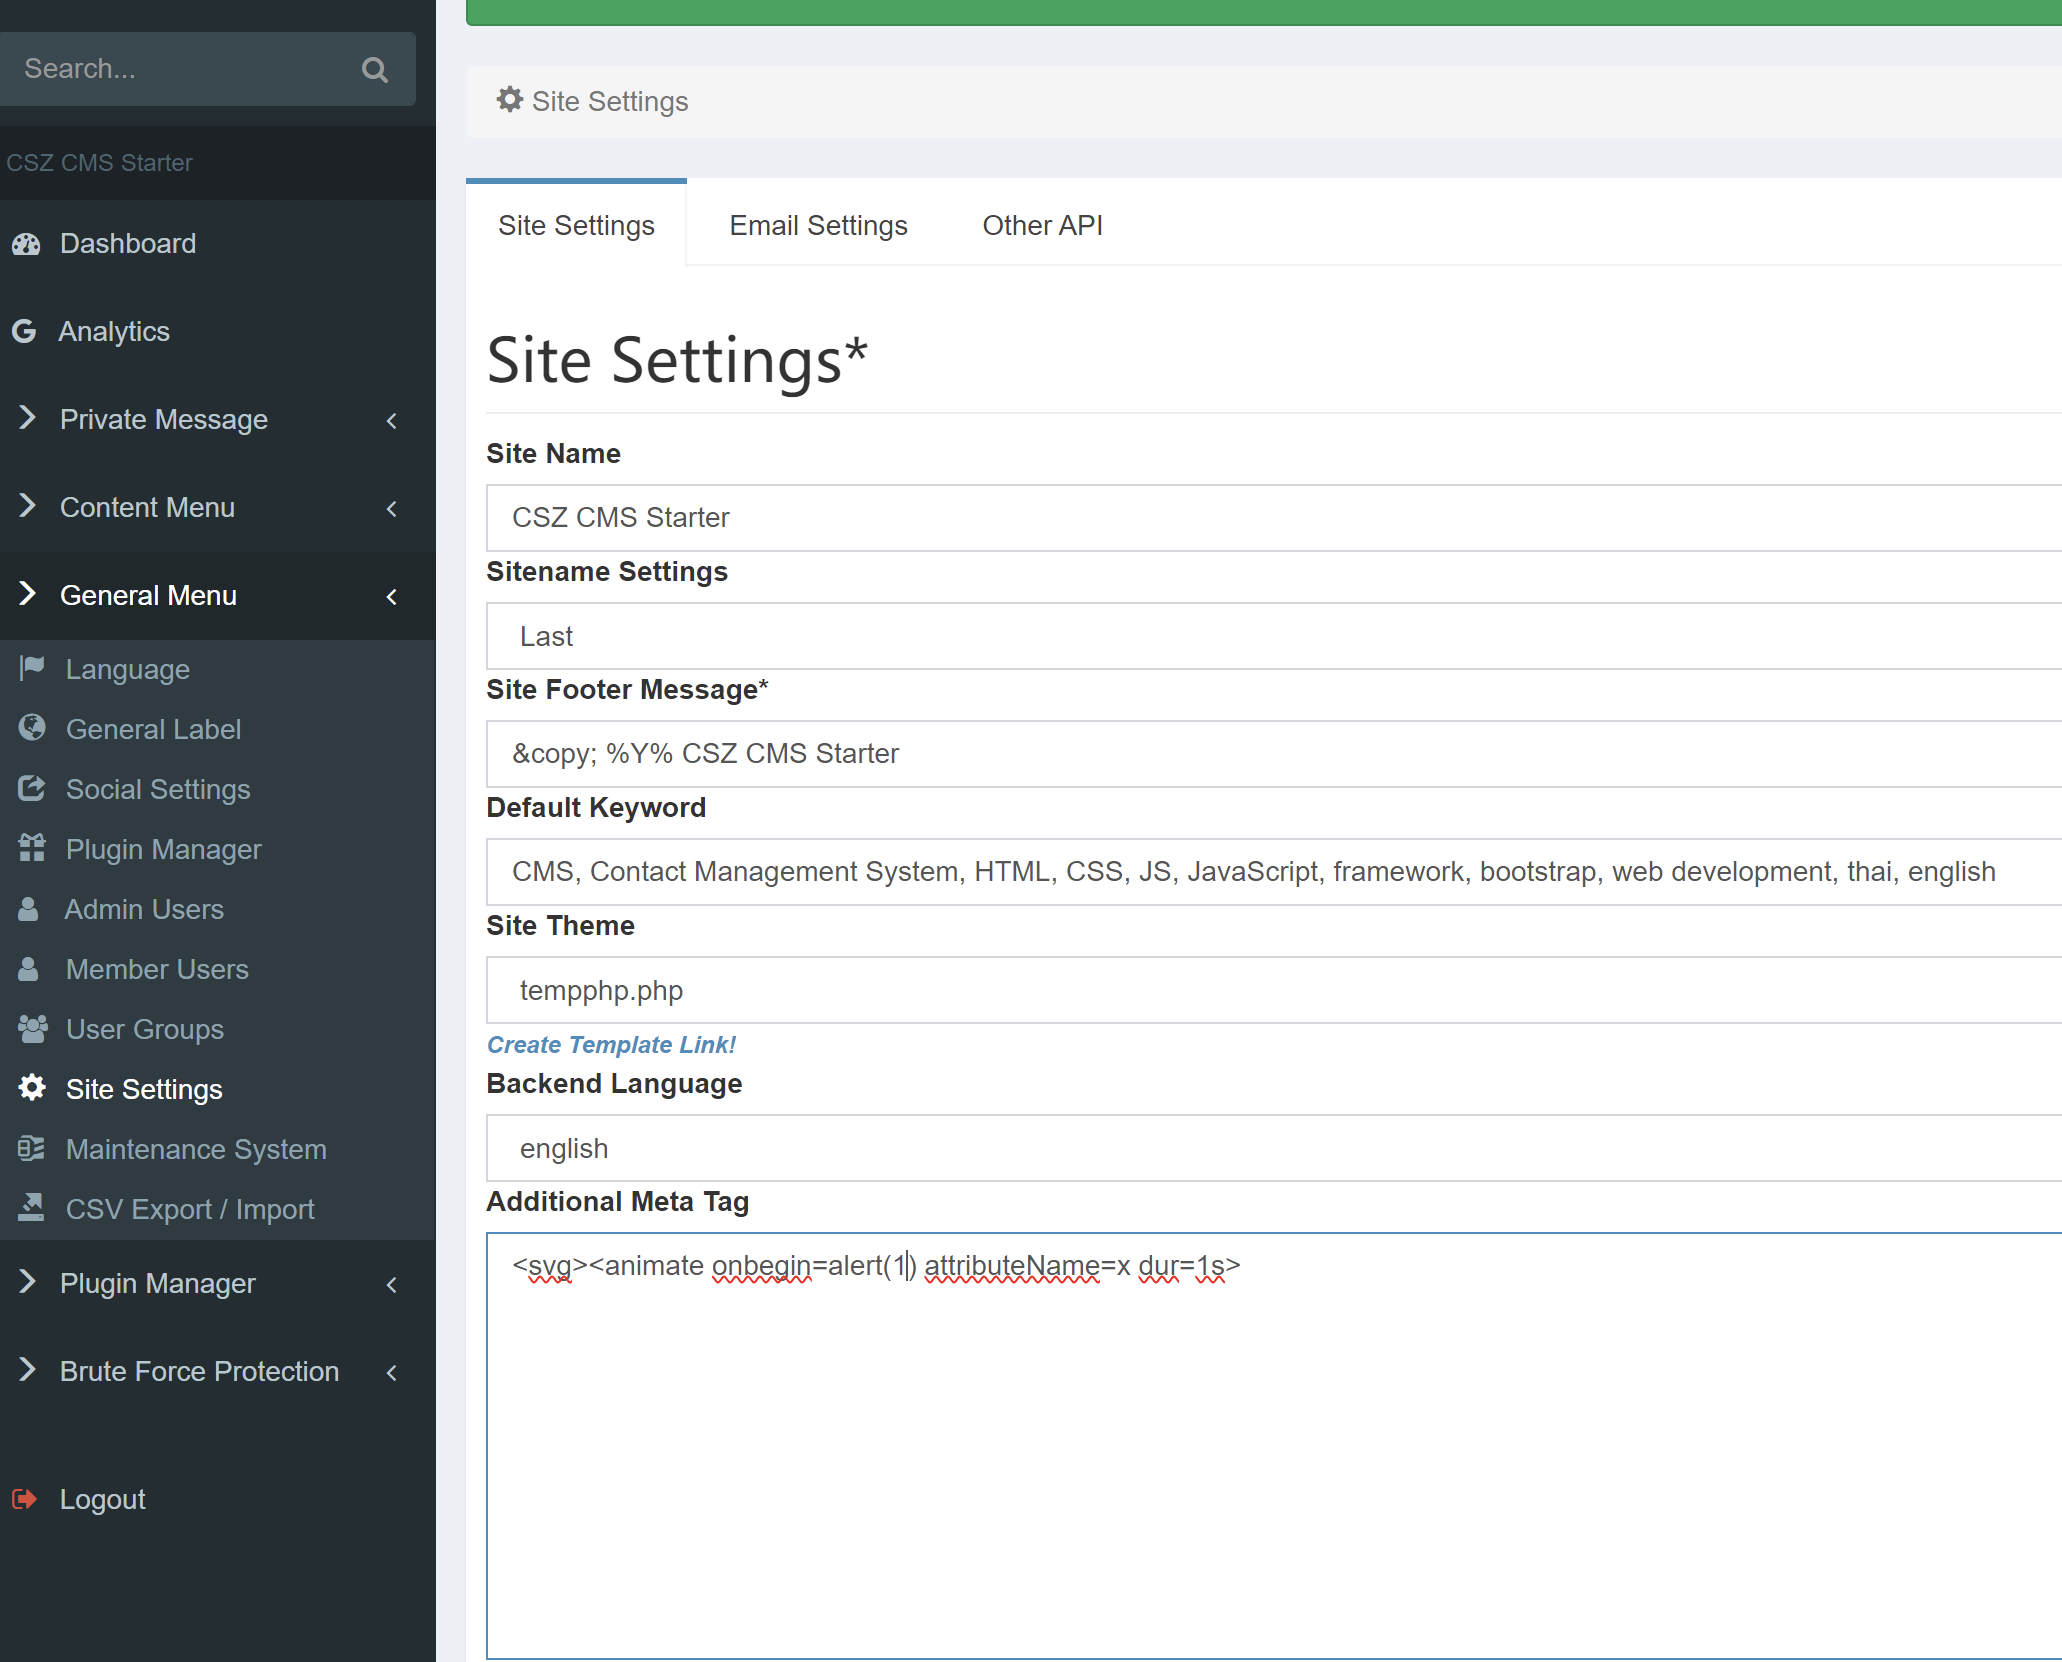 Search...
CSZ CMS Starter
Dashboard
Analytics
Private Message
Content Menu
General Menu
Language
General Label
Social Settings
Plugin Manager
Admin Users
Member Users
User Groups
Site Settings
Maintenance System
CSV Export / Import
Plugin Manager
Brute Force Protection
Logout
Site Settings
Site Settings Email Settings Other API
Site Settings*
Site Name
CSZ CMS Starter
Sitename Settings
Last
Site Footer Message*
&copy; %Y% CSZ CMS Starter
Default Keyword
CMS, Contact Management System, HTML, CSS, JS, JavaScript, framework, bootstrap, web development, thai, english
Site Theme
tempphp.php
Create Template Link!
Backend Language
english
Additional Meta Tag
<svg><animate onbegin=alert(1) attributeName=x dur=1s>